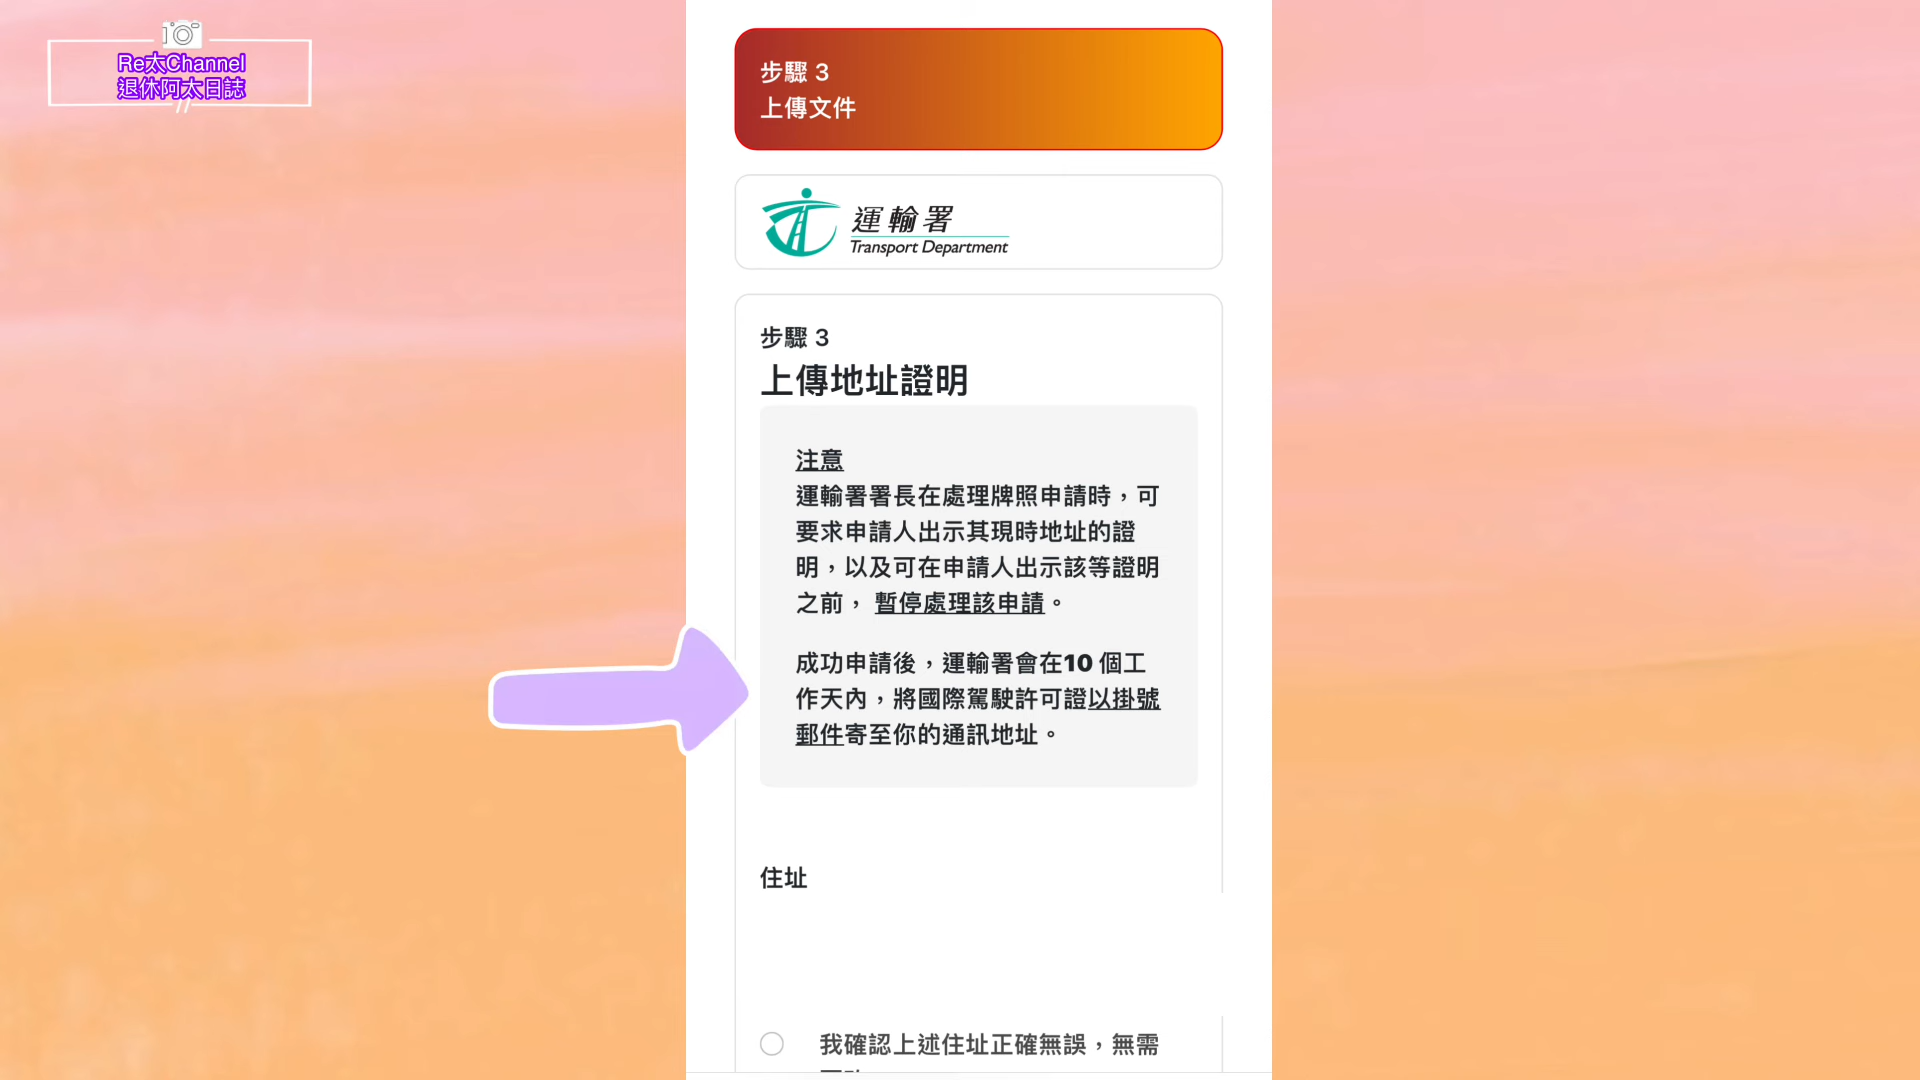 Re太Channel
退休阿太日誌
步驟 3
上傳文件
運輸署
Transport Department
步驟 3
上傳地址證明
注意
運輸署署長在處理牌照申請時，可
要求申請人出示其現時地址的證
明，以及可在申請人出示該等證明
之前， 暫停處理該申請。
成功申請後，運輸署會在10 個工
作天內，將國際駕駛許可證以掛號
郵件寄至你的通訊地址。
住址
我確認上述住址正確無誤，無需